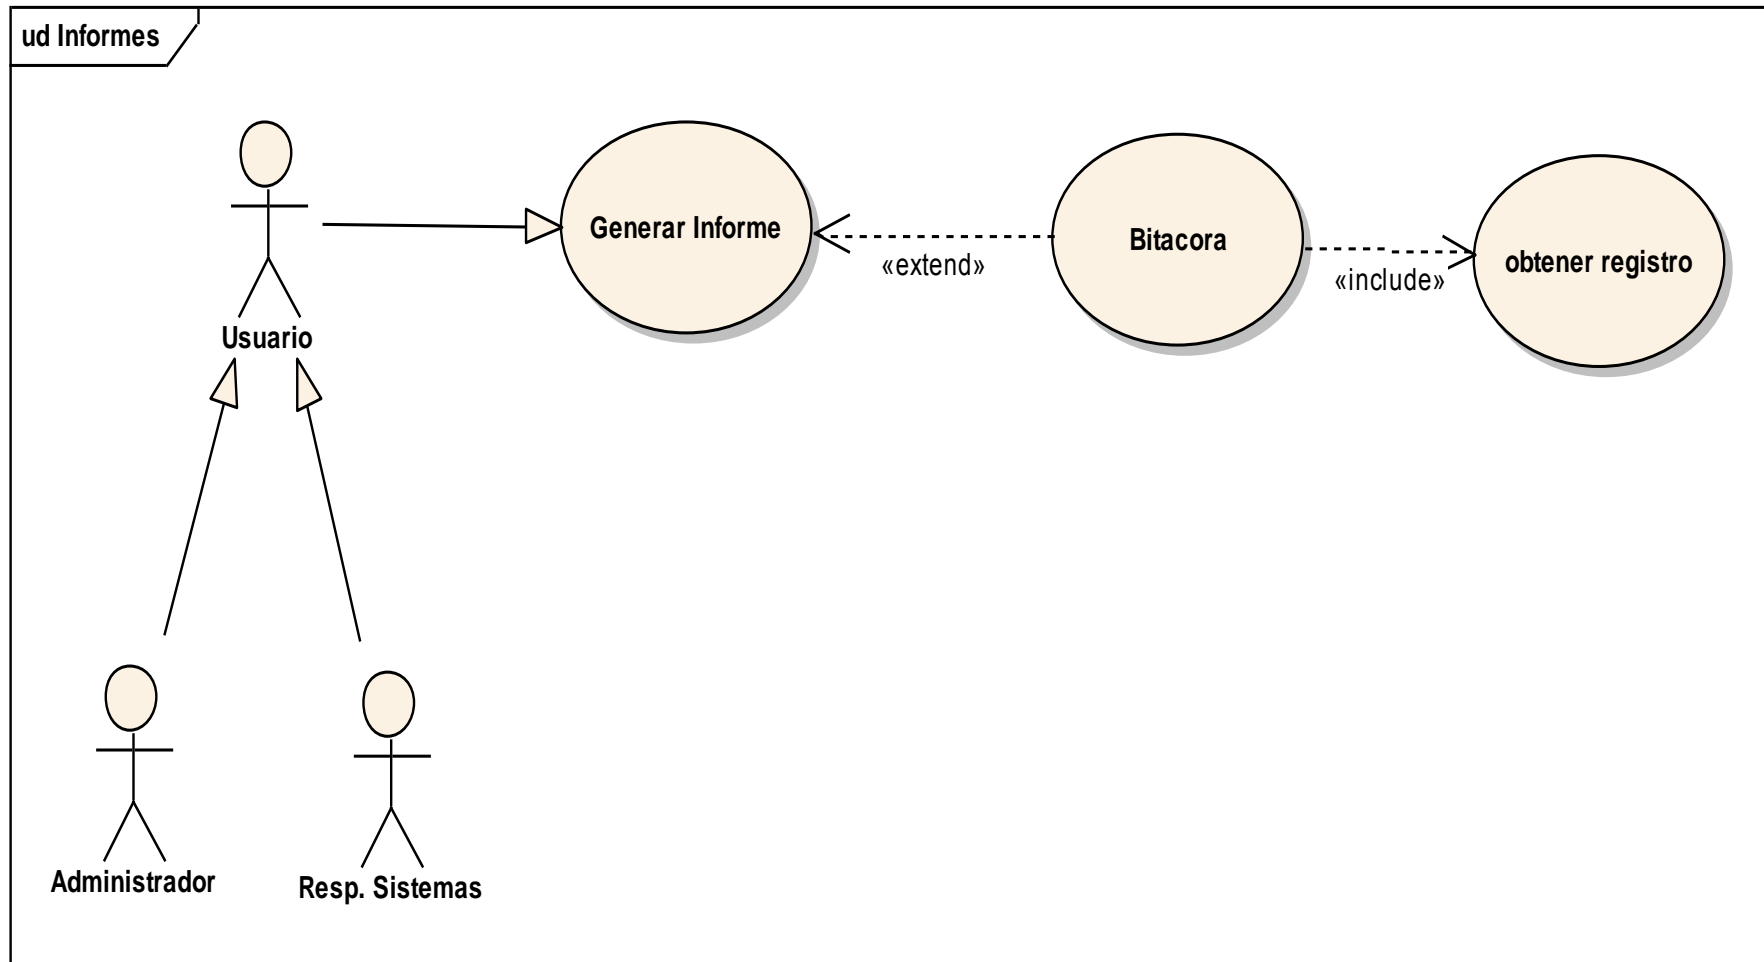 ud Informes
Generar Informe
Bitacora
obtener registro
«extend»
«include»
Usuario
Administrador
Resp. Sistemas